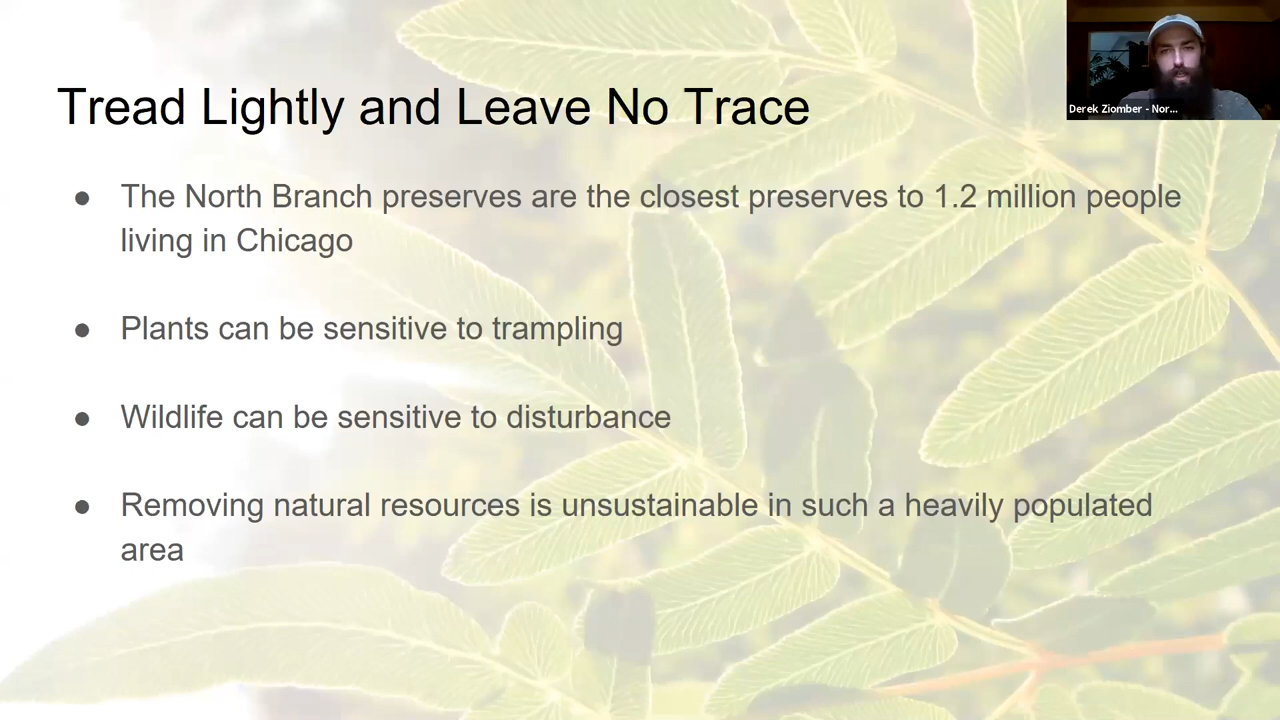 Tread Lightly and Leave No Trace
● The North Branch preserves are the closest preserves to 1.2 million people
living in Chicago
● Plants can be sensitive to trampling
● Wildlife can be sensitive to disturbance
● Removing natural resources is unsustainable in such a heavily populated
area
Derek Ziomber - Nor...